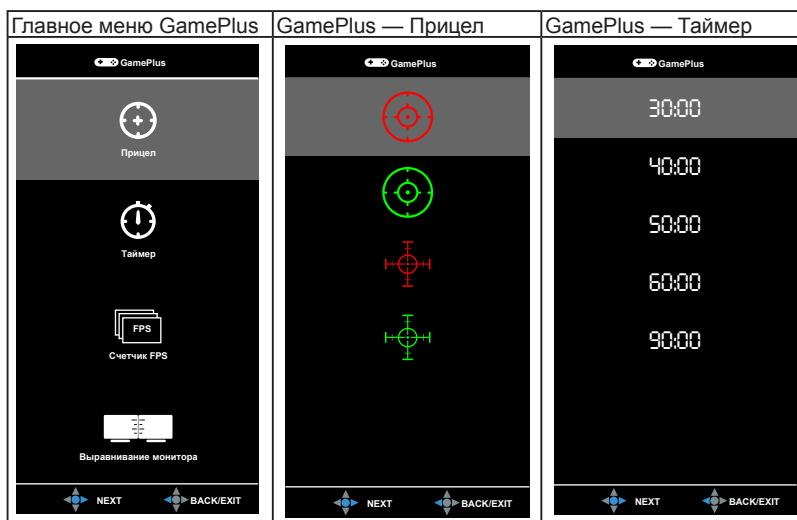 Главное меню GamePlus
GamePlus
Прицел
Таймер
FPS
Счетчик FPS
Выравнивание монитора
NEXT BACK/EXIT
GamePlus — Прицел
GamePlus
NEXT BACK/EXIT
GamePlus — Таймер
GamePlus
30:00
40:00
50:00
60:00
90:00
NEXT BACK/EXIT